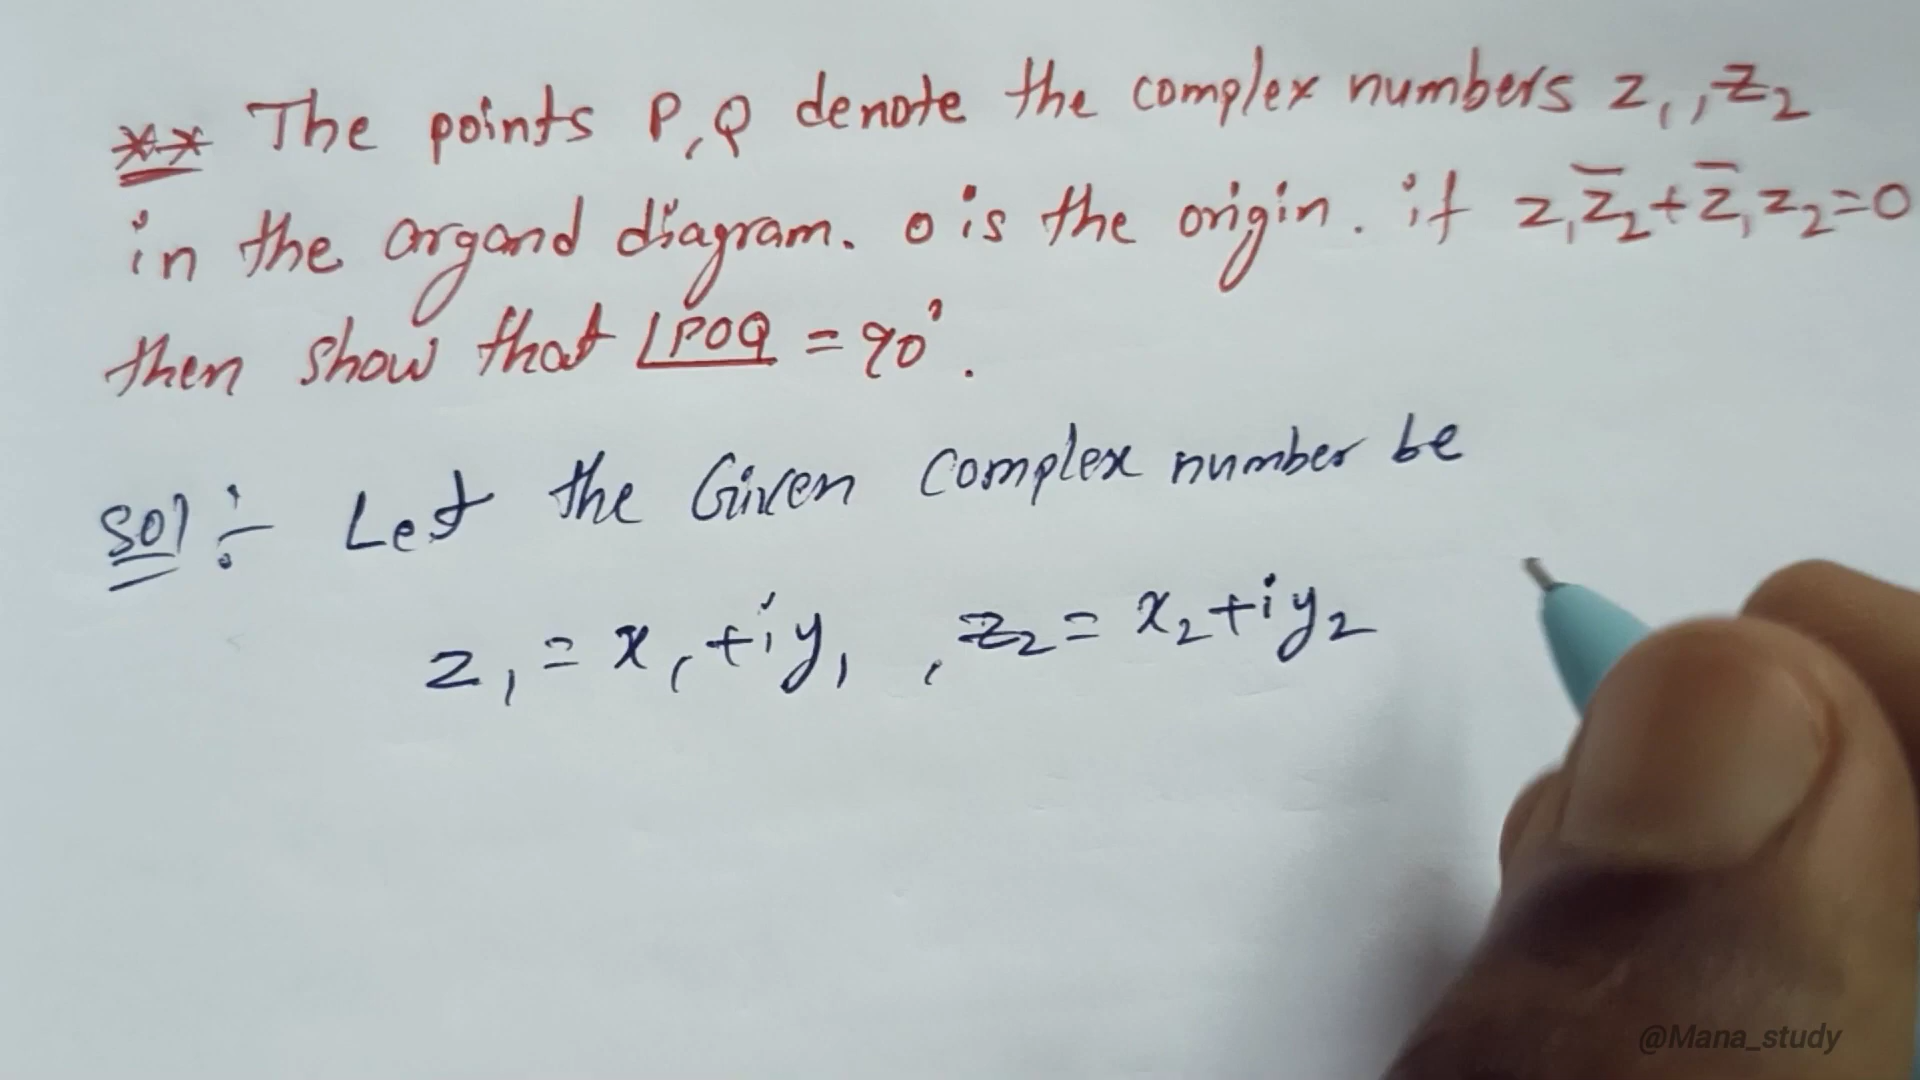 ** The points P,Q denote the complex numbers z₁,z₂
in the argand diagram. o is the origin. if z₁z̄₂+z̄₁z₂=0
then show that ∠POQ = 90°.
Sol ÷ Let the Given Complex number be
z₁ = x₁+iy₁ , z₂ = x₂+iy₂
@Mana_study